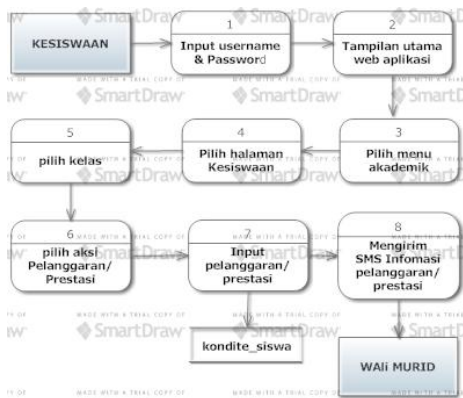 KESISWAAN
1
Input username
& Password
2
Tampilan utama
web aplikasi
3
Pilih menu
akademik
4
Pilih halaman
Kesiswaan
5
pilih kelas
6
pilih aksi
Pelanggaran/
Prestasi
7
Input
pelanggaran/
prestasi
8
Mengirim
SMS Infomasi
pelanggaran/
prestasi
kondite_siswa
WAli MURID
SmartDraw
MADE WITH A TRIAL COPY OF